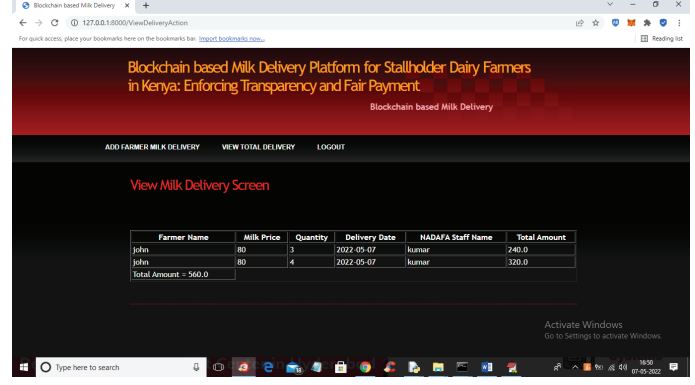 Blockchain based Milk Delivery
127.0.0.1:8000/ViewDeliveryAction
For quick access, place your bookmarks here on the bookmarks bar. Import bookmarks now...
Reading list
Blockchain based Milk Delivery Platform for Stallholder Dairy Farmers
in Kenya: Enforcing Transparency and Fair Payment
Blockchain based Milk Delivery
ADD FARMER MILK DELIVERY VIEW TOTAL DELIVERY LOGOUT
View Milk Delivery Screen
Farmer Name Milk Price Quantity Delivery Date NADAFA Staff Name Total Amount
john 80 3 2022-05-07 kumar 240.0
john 80 4 2022-05-07 kumar 320.0
Total Amount = 560.0
Activate Windows
Go to Settings to activate Windows.
Type here to search
16:50
07-05-2022